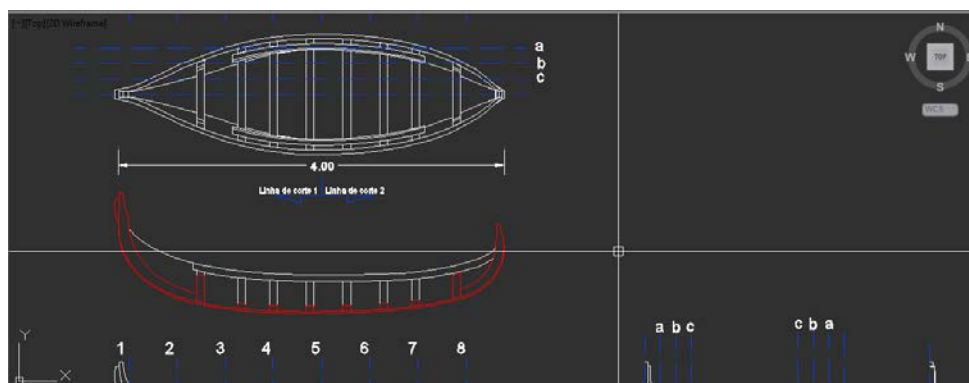 [-][Top][2D Wireframe]
N
W TOP
S
WCS
a
b
c
4.00
Linha de corte 1 Linha de corte 2
1 2 3 4 5 6 7 8
a b c c b a
Y
X